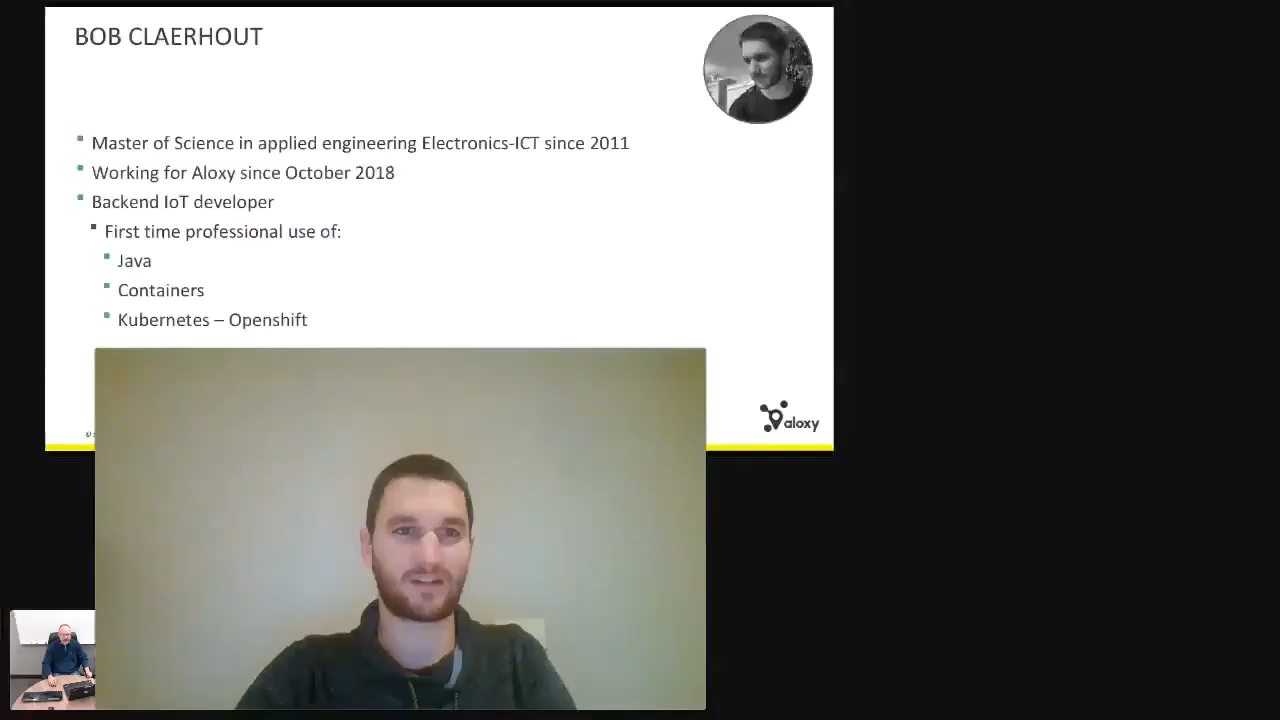 BOB CLAERHOUT
Master of Science in applied engineering Electronics-ICT since 2011
Working for Aloxy since October 2018
Backend IoT developer
First time professional use of:
Java
Containers
Kubernetes – Openshift
aloxy
©